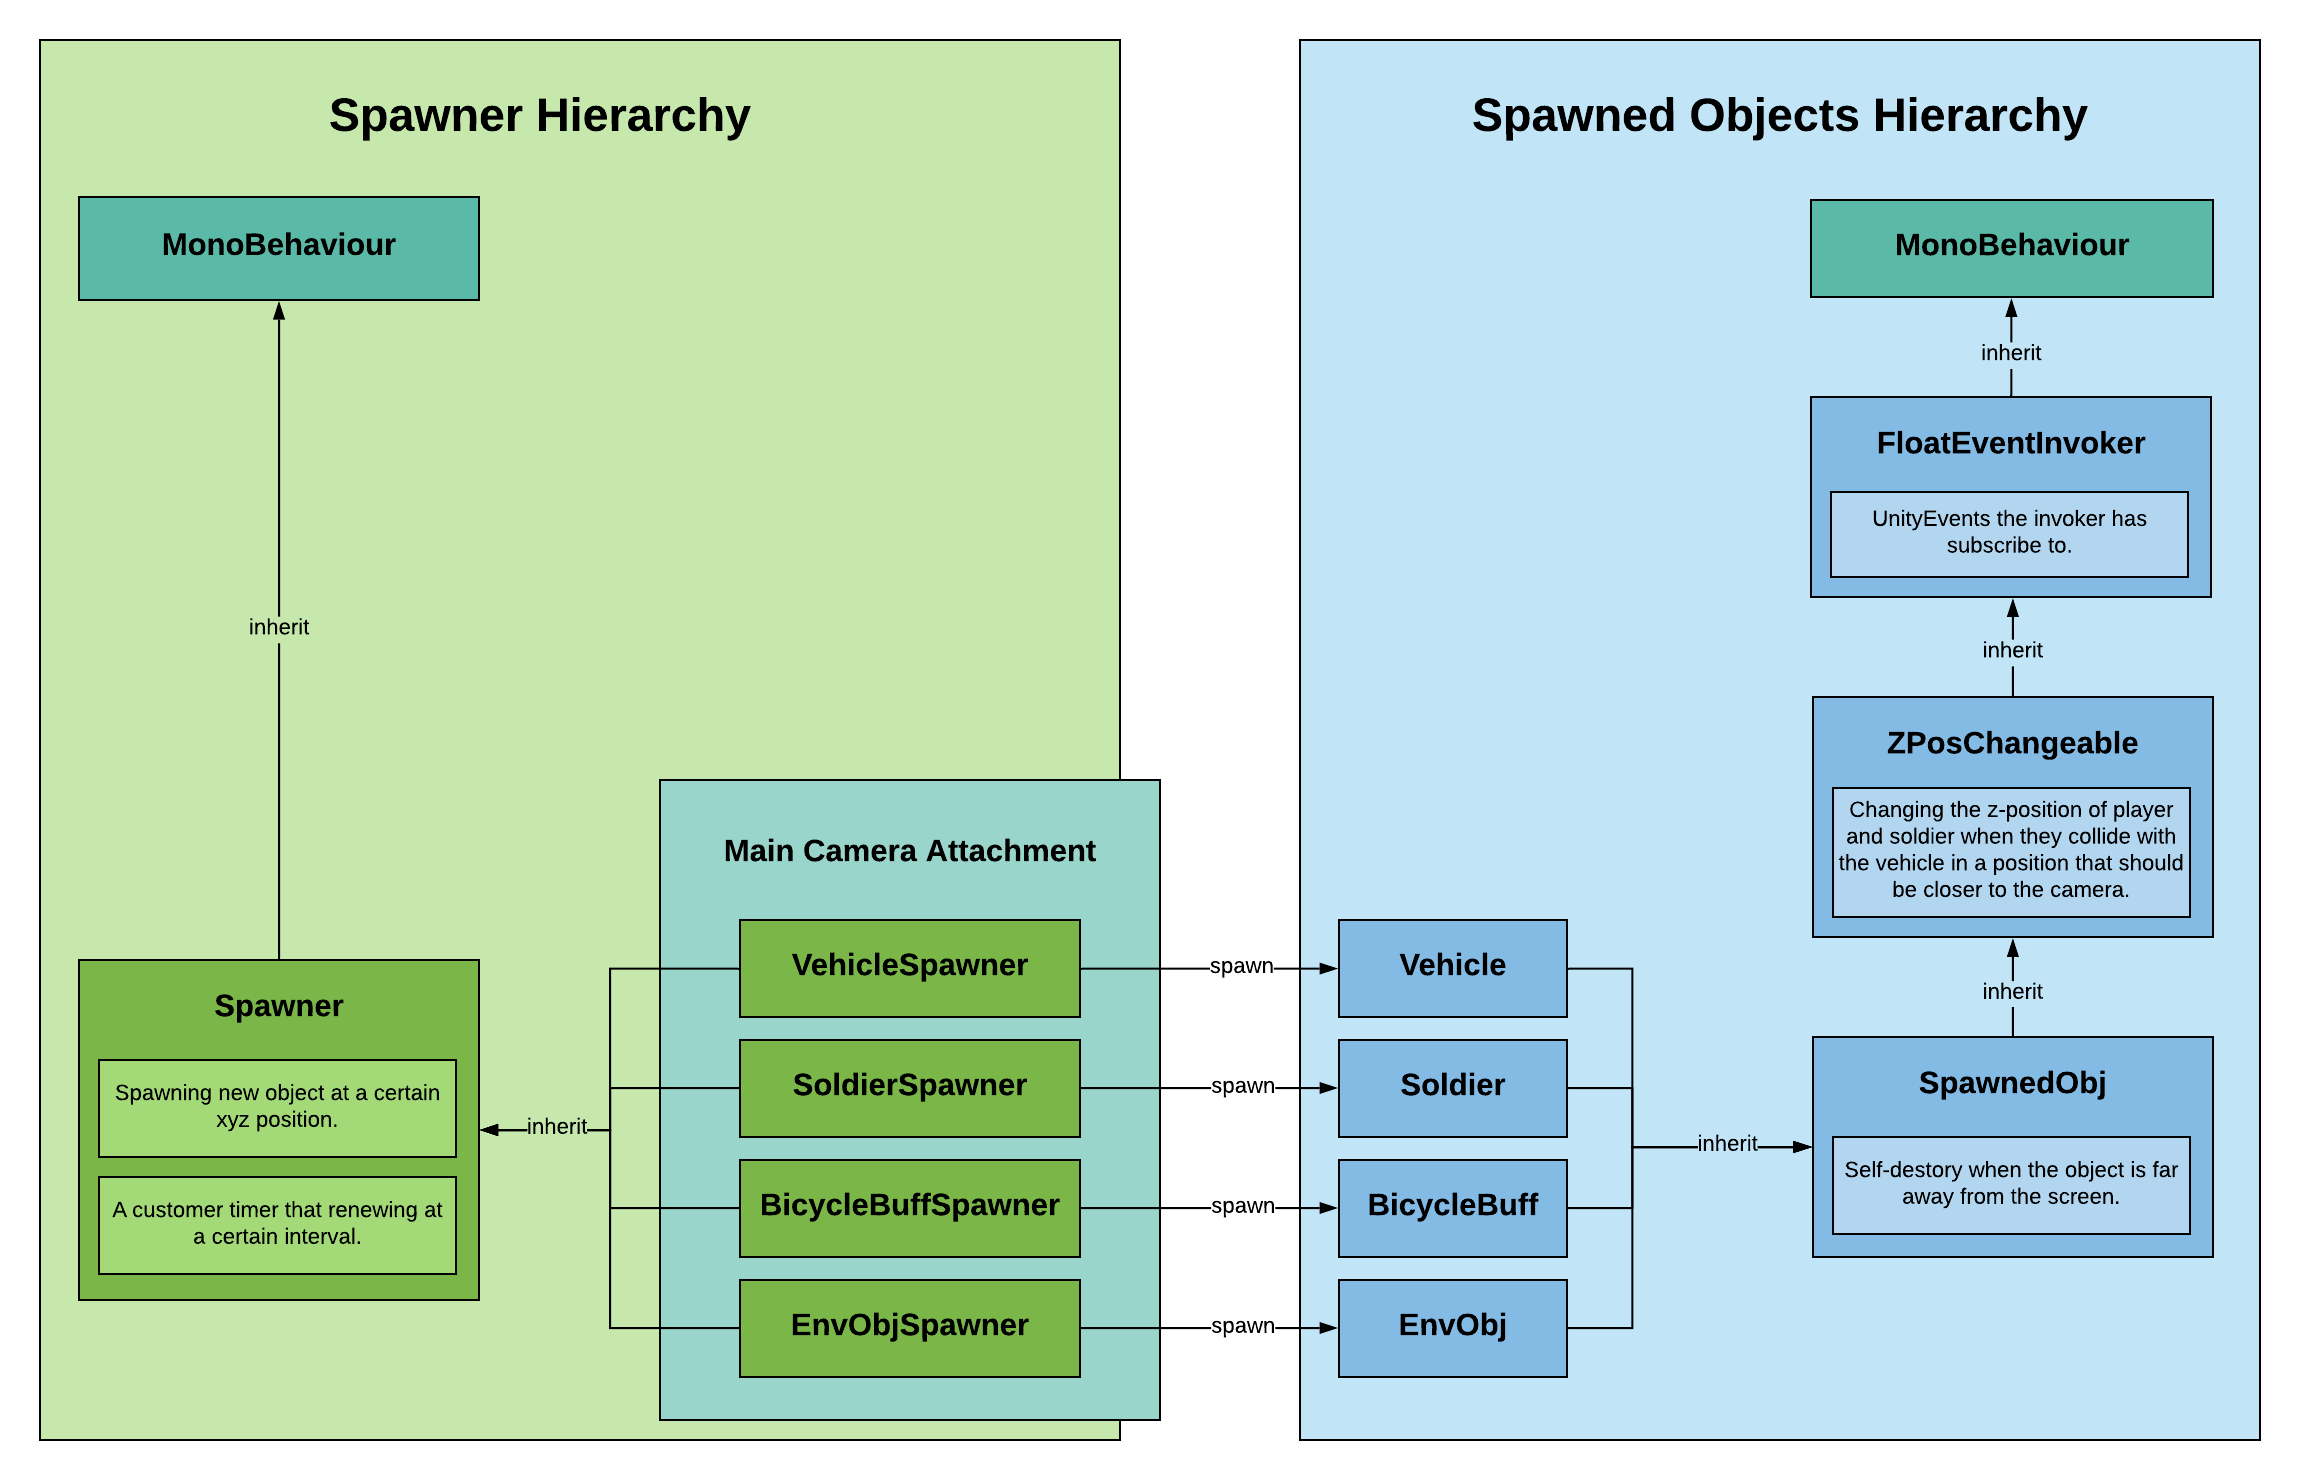 Spawner Hierarchy
MonoBehaviour
inherit
Spawner
Spawning new object at a certain
xyz position.
A customer timer that renewing at
a certain interval.
inherit
Main Camera Attachment
VehicleSpawner
SoldierSpawner
BicycleBuffSpawner
EnvObjSpawner
spawn
spawn
spawn
spawn
Spawned Objects Hierarchy
MonoBehaviour
inherit
FloatEventInvoker
UnityEvents the invoker has
subscribe to.
inherit
ZPosChangeable
Changing the z-position of player
and soldier when they collide with
the vehicle in a position that should
be closer to the camera.
inherit
Vehicle
Soldier
BicycleBuff
EnvObj
inherit
SpawnedObj
Self-destory when the object is far
away from the screen.